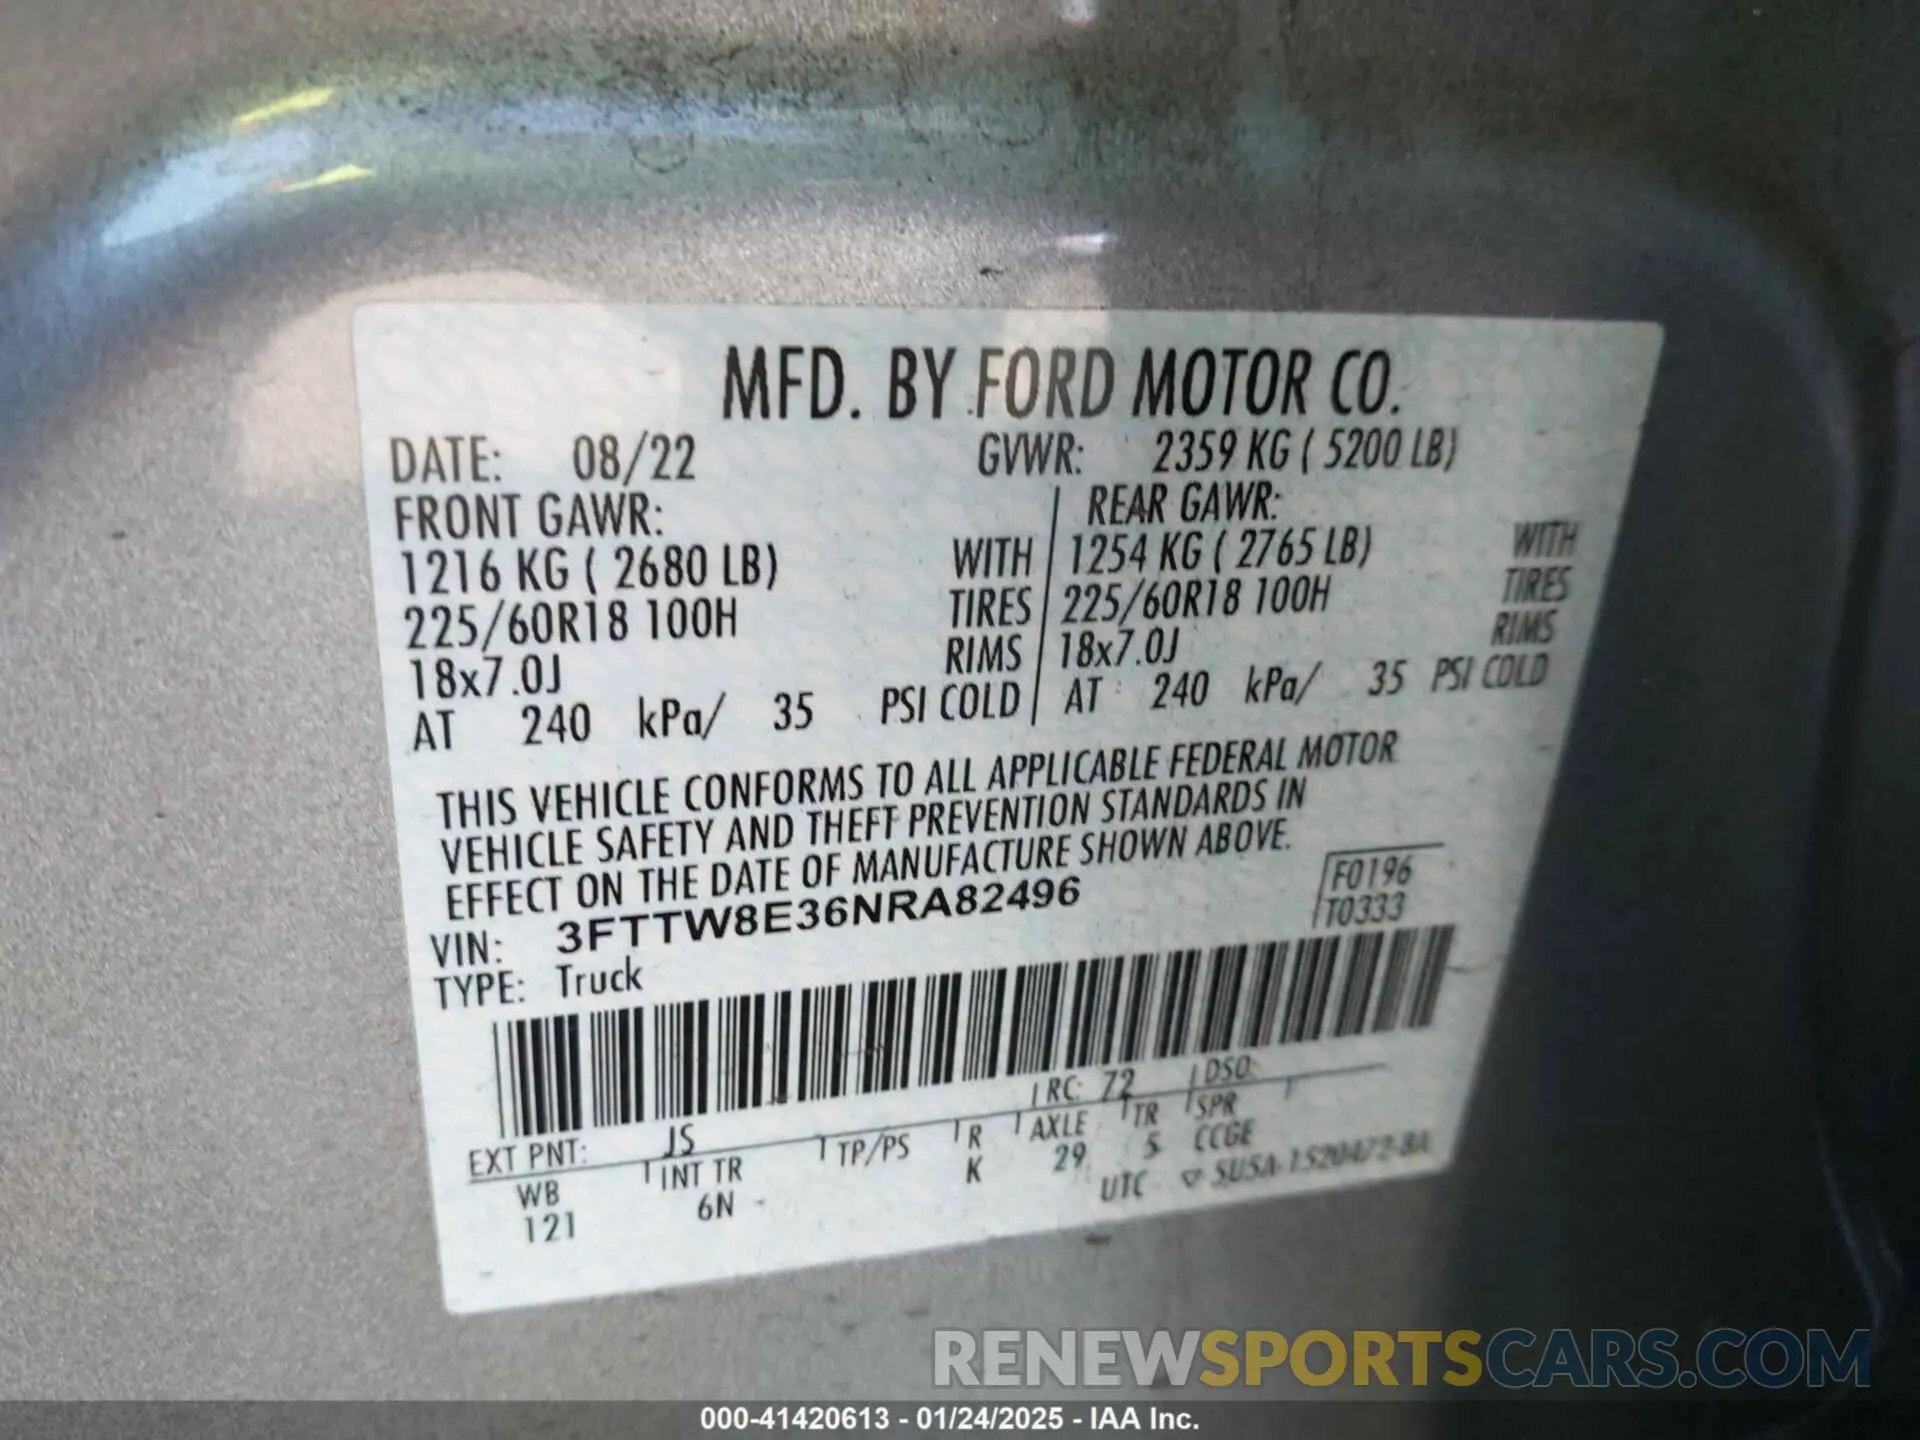 MFD. BY FORD MOTOR CO.
DATE: 08/22 GVWR: 2359 KG ( 5200 LB)
FRONT GAWR: REAR GAWR:
1216 KG ( 2680 LB) WITH 1254 KG ( 2765 LB) WITH
225/60R18 100H TIRES 225/60R18 100H TIRES
18x7.0J RIMS 18x7.0J RIMS
AT 240 kPa/ 35 PSI COLD AT 240 kPa/ 35 PSI COLD
THIS VEHICLE CONFORMS TO ALL APPLICABLE FEDERAL MOTOR
VEHICLE SAFETY AND THEFT PREVENTION STANDARDS IN
EFFECT ON THE DATE OF MANUFACTURE SHOWN ABOVE.
VIN: 3FTTW8E36NRA82496
F0196
T0333
TYPE: Truck
EXT PNT: JS RC: 72 DSO:
WB INT TR TP/PS R AXLE TR SPR
121 6N K 29 S CCGE
UTC
RENEWSPORTSCARS.COM
000-41420613 - 01/24/2025 - IAA Inc.